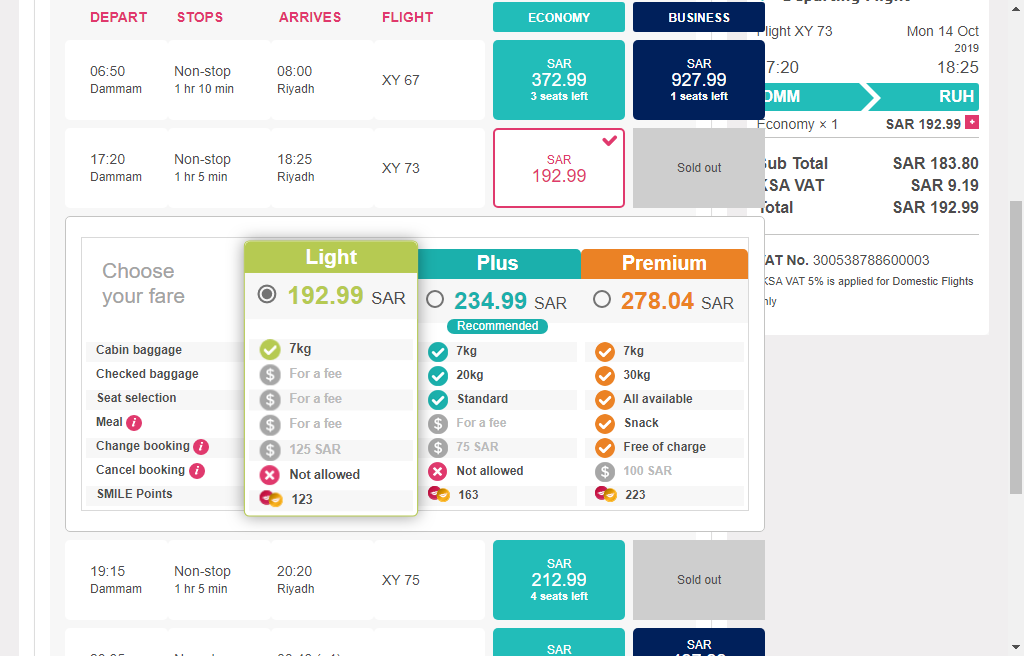 DEPART STOPS ARRIVES FLIGHT ECONOMY BUSINESS
06:50 Non-stop 08:00 XY 67
Dammam 1 hr 10 min Riyadh
SAR
372.99
3 seats left
SAR
927.99
1 seats left
17:20 Non-stop 18:25 XY 73
Dammam 1 hr 5 min Riyadh
SAR
192.99
Sold out
Choose
your fare
Light
192.99 SAR
Plus
234.99 SAR
Recommended
Premium
278.04 SAR
Cabin baggage 7kg 7kg 7kg
Checked baggage For a fee 20kg 30kg
Seat selection For a fee Standard All available
Meal i For a fee For a fee Snack
Change booking i 125 SAR 75 SAR Free of charge
Cancel booking i Not allowed Not allowed 100 SAR
SMILE Points 123 163 223
19:15 Non-stop 20:20 XY 75
Dammam 1 hr 5 min Riyadh
SAR
212.99
4 seats left
Sold out
SAR
SAR
Flight XY 73 Mon 14 Oct
2019
17:20 18:25
DMM RUH
Economy × 1 SAR 192.99 +
Sub Total SAR 183.80
KSA VAT SAR 9.19
Total SAR 192.99
VAT No. 300538788600003
KSA VAT 5% is applied for Domestic Flights
only